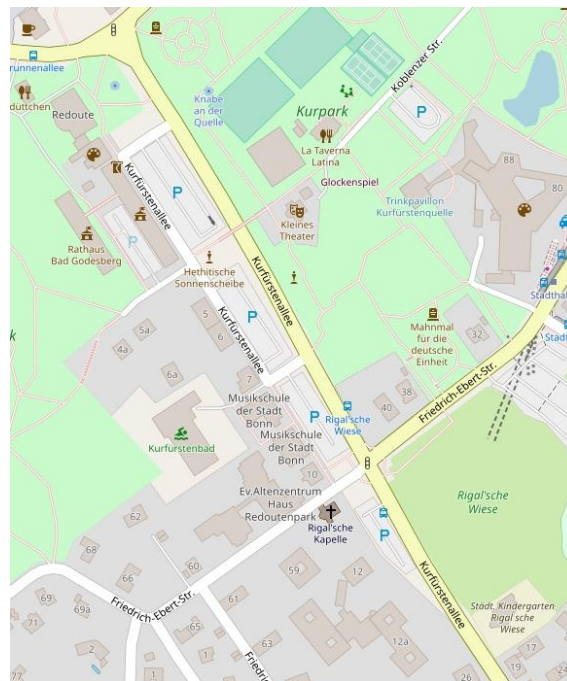 runnenallee
düttchen
Redoute
Knabe
an der
Quelle
Kurpark
Koblenzer Str.
P
La Taverna
Latina
Glockenspiel
88
80
Trinkpavillon
Kurfürstenquelle
Kleines
Theater
P
P
Kurfürstenallee
Rathaus
Bad Godesberg
Hethitische
Sonnenscheibe
Kurfürstenallee
Stadthal
Stadt
Mahnmal
für die
deutsche
Einheit
32
5
6
P
5a
4a
6a
Kurfürstenallee
7
Musikschule
der Stadt
Bonn
Musikschule
der Stadt
Bonn
P
Rigal'sche
Wiese
40
38
Friedrich-Ebert-Str.
Kurfürstenbad
10
Ev.Altenzentrum
Haus
Redoutenpark
Rigal'sche
Kapelle
P
Rigal'sche
Wiese
62
68
66
60
59
12
Friedrich-Ebert-Str.
69
69a
71
61
65
63
2
1
77
12a
Kurfürstenallee
Städt. Kindergarten
Rigal'sche
Wiese
17
19
24
26
Friedrich-E
k